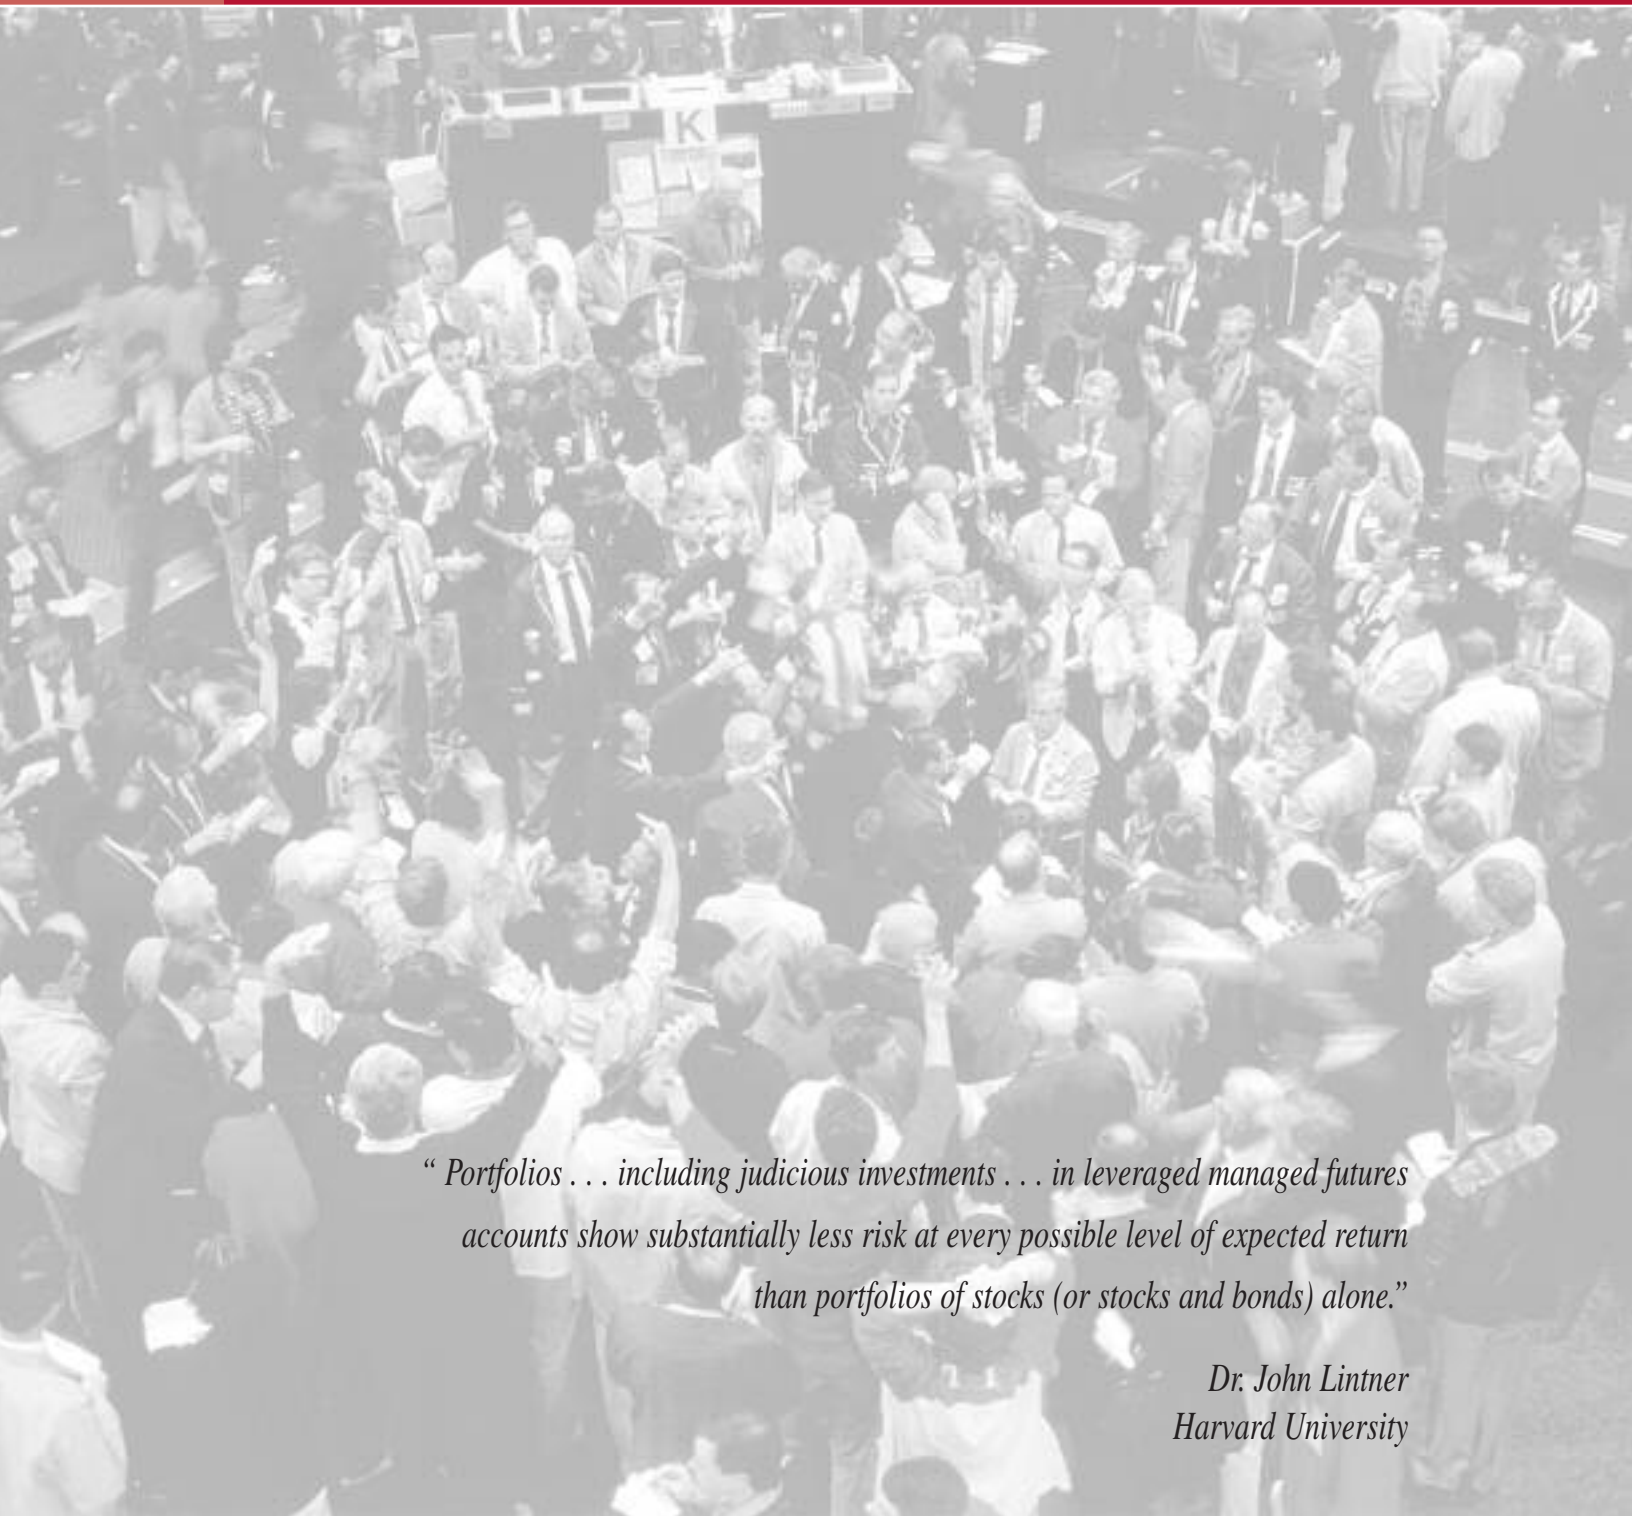 K
“ Portfolios . . . including judicious investments . . . in leveraged managed futures
accounts show substantially less risk at every possible level of expected return
than portfolios of stocks (or stocks and bonds) alone.”
Dr. John Lintner
Harvard University